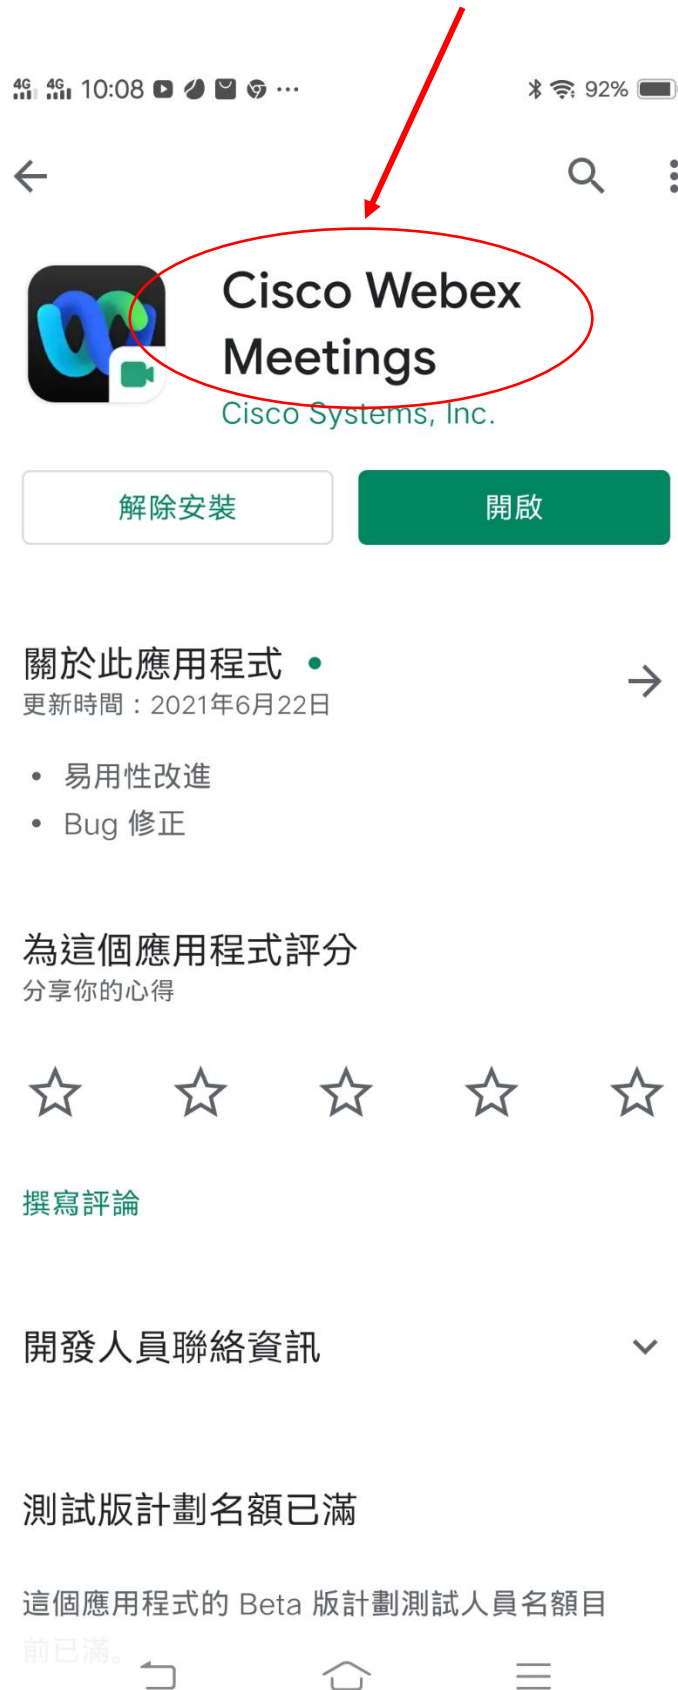 4G 4G 10:08 ... 92%
Cisco Webex
Meetings
Cisco Systems, Inc.
解除安裝
開啟
關於此應用程式 •
更新時間：2021年6月22日
• 易用性改進
• Bug 修正
為這個應用程式評分
分享你的心得
撰寫評論
開發人員聯絡資訊
測試版計劃名額已滿
這個應用程式的 Beta 版計劃測試人員名額目
前已滿。